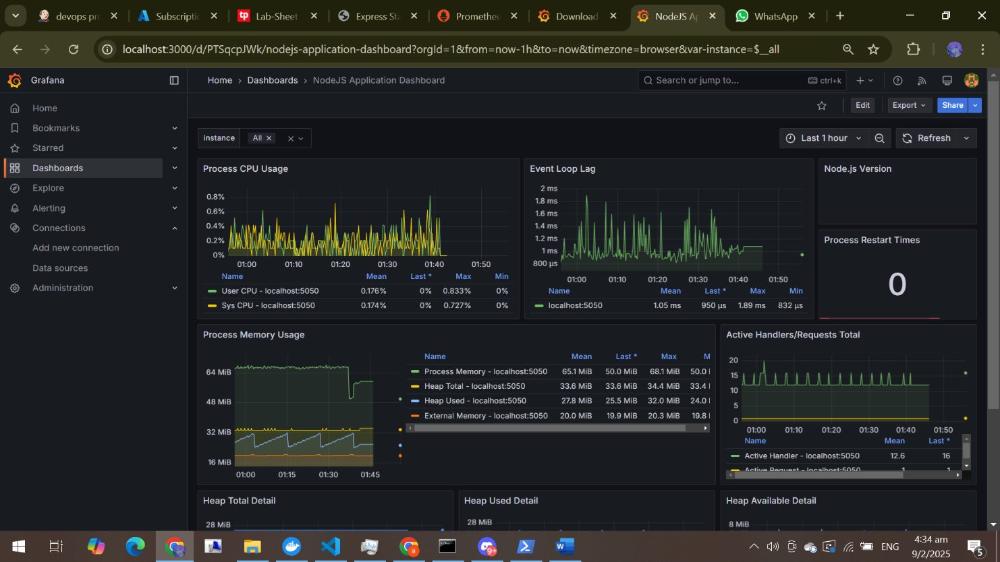 devops pro
Subscriptio
Lab-Sheet
Express Sta
Prometheu
Download
NodeJS Ap
WhatsApp
localhost:3000/d/PTSqcpJWk/nodejs-application-dashboard?orgId=1&from=now-1h&to=now&timezone=browser&var-instance=$__all
Grafana
Home › Dashboards › NodeJS Application Dashboard
Search or jump to... ctrl+k
Edit Export Share
Home
Bookmarks
Starred
Dashboards
Explore
Alerting
Connections
Add new connection
Data sources
Administration
instance All
Last 1 hour Refresh
Process CPU Usage
0.8%
0.6%
0.4%
0.2%
0%
01:00 01:10 01:20 01:30 01:40 01:50
Name Mean Last * Max Min
User CPU - localhost:5050 0.176% 0% 0.833% 0%
Sys CPU - localhost:5050 0.174% 0% 0.727% 0%
Event Loop Lag
2 ms
1.8 ms
1.6 ms
1.4 ms
1.2 ms
1 ms
800 µs
01:00 01:10 01:20 01:30 01:40 01:50
Name Mean Last * Max Min
localhost:5050 1.05 ms 950 µs 1.89 ms 832 µs
Node.js Version
Process Restart Times
0
Process Memory Usage
64 MiB
48 MiB
32 MiB
16 MiB
01:00 01:15 01:30 01:45
Name Mean Last * Max M
Process Memory - localhost:5050 65.1 MiB 50.0 MiB 68.1 MiB 50.0
Heap Total - localhost:5050 33.6 MiB 33.6 MiB 34.4 MiB 33.4
Heap Used - localhost:5050 27.8 MiB 25.5 MiB 32.0 MiB 24.0
External Memory - localhost:5050 20.0 MiB 19.9 MiB 20.3 MiB 19.8
Active Handlers/Requests Total
20
15
10
5
0
01:00 01:10 01:20 01:30 01:40 01:50
Name Mean Last *
Active Handler - localhost:5050 12.6 16
Active Request - localhost:5050 1 1
Heap Total Detail
28 MiB
Heap Used Detail
28 MiB
Heap Available Detail
8 MiB
9+
ENG
4:34 am
9/2/2025
5